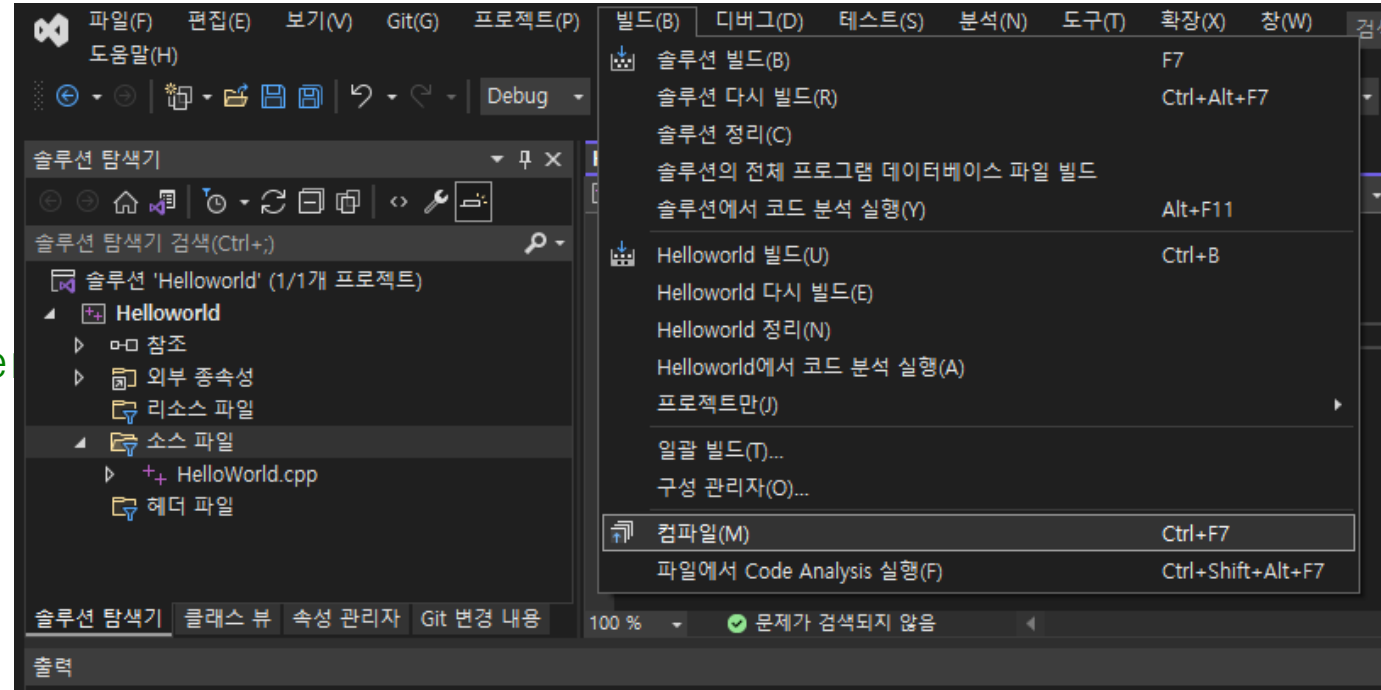 파일(F) 편집(E) 보기(V) Git(G) 프로젝트(P) 빌드(B) 디버그(D) 테스트(S) 분석(N) 도구(T) 확장(X) 창(W)
도움말(H)
Debug
솔루션 빌드(B) F7
솔루션 다시 빌드(R) Ctrl+Alt+F7
솔루션 정리(C)
솔루션의 전체 프로그램 데이터베이스 파일 빌드
솔루션에서 코드 분석 실행(Y) Alt+F11
Helloworld 빌드(U) Ctrl+B
Helloworld 다시 빌드(E)
Helloworld 정리(N)
Helloworld에서 코드 분석 실행(A)
프로젝트만(J)
일괄 빌드(T)...
구성 관리자(O)...
컴파일(M) Ctrl+F7
파일에서 Code Analysis 실행(F) Ctrl+Shift+Alt+F7
솔루션 탐색기
솔루션 탐색기 검색(Ctrl+;)
솔루션 'Helloworld' (1/1개 프로젝트)
Helloworld
참조
외부 종속성
리소스 파일
소스 파일
HelloWorld.cpp
헤더 파일
솔루션 탐색기 클래스 뷰 속성 관리자 Git 변경 내용
100 % 문제가 검색되지 않음
출력